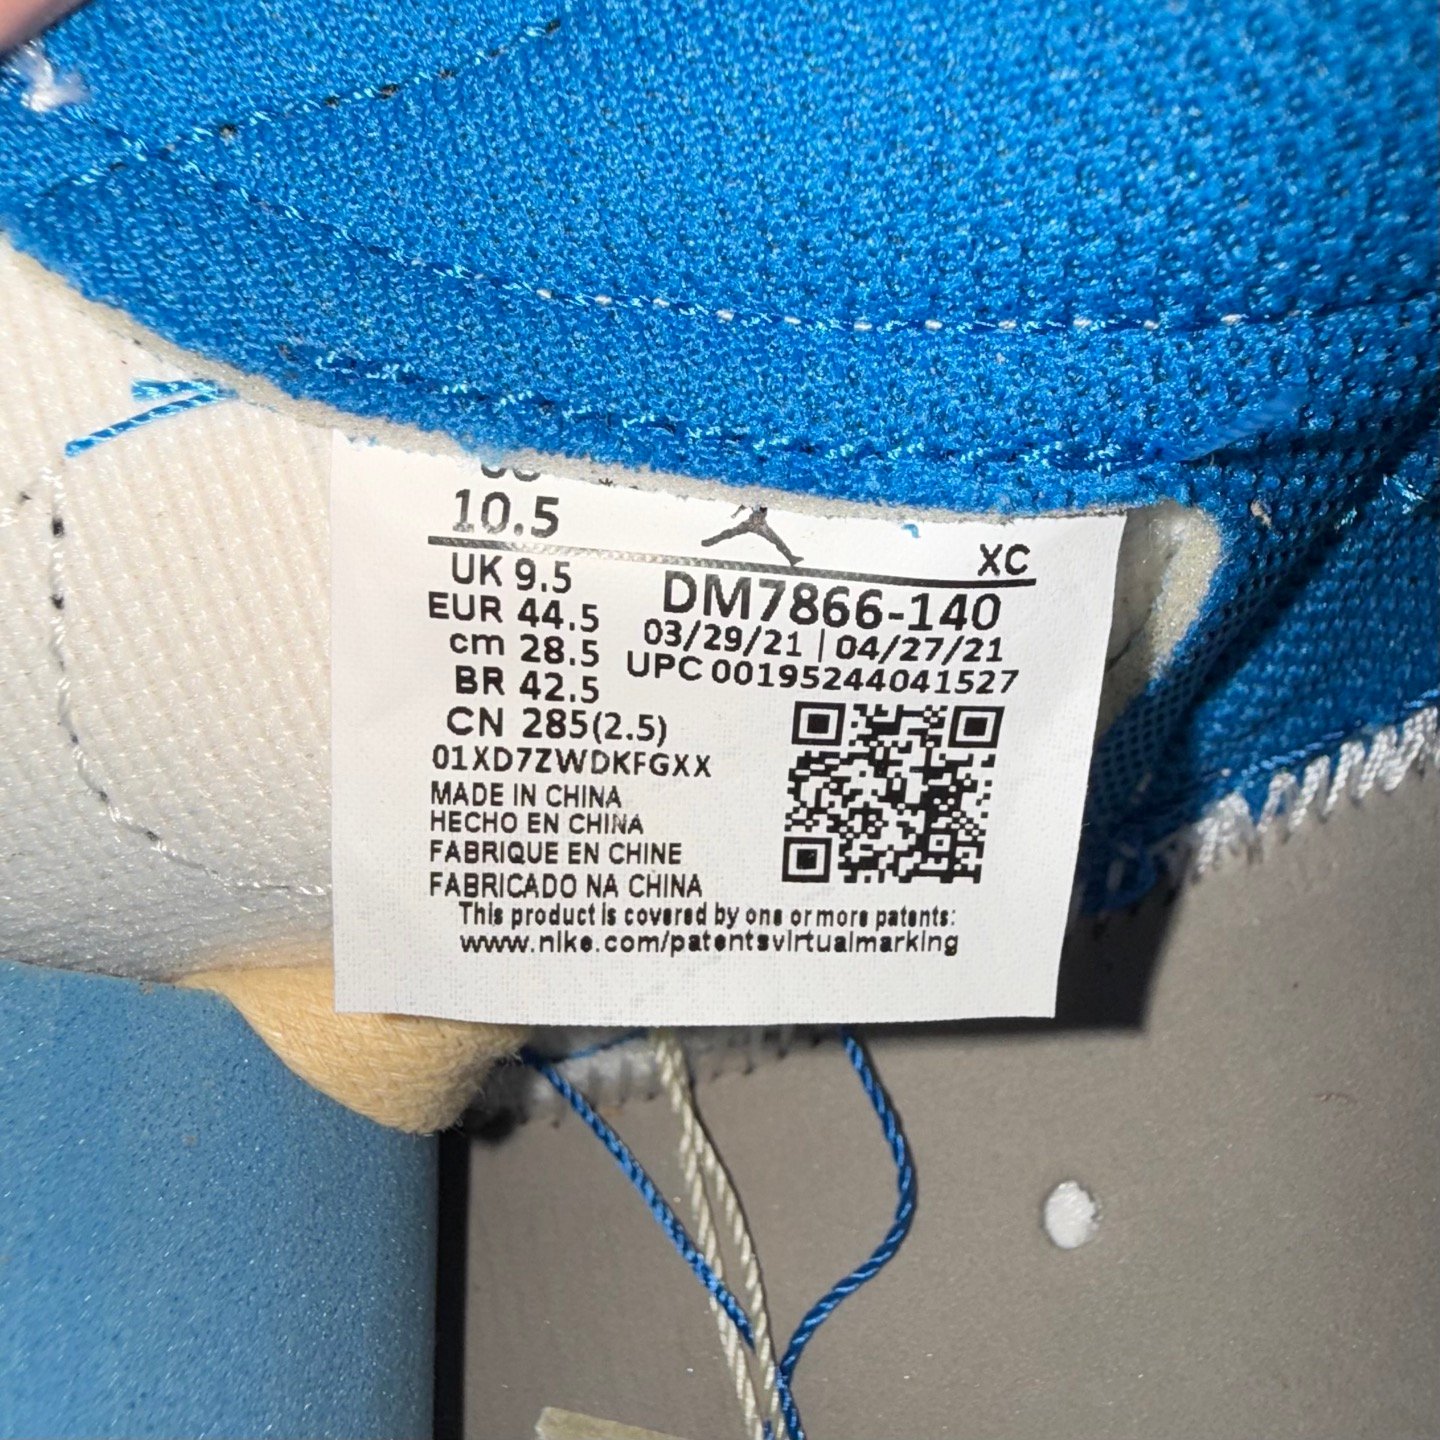 10.5
XC
UK 9.5
EUR 44.5
cm 28.5
BR 42.5
CN 285(2.5)
DM7866-140
03/29/21 | 04/27/21
UPC 00195244041527
01XD7ZWDKFGXX
MADE IN CHINA
HECHO EN CHINA
FABRIQUE EN CHINE
FABRICADO NA CHINA
This product is covered by one or more patents:
www.nike.com/patentsvirtualmarking